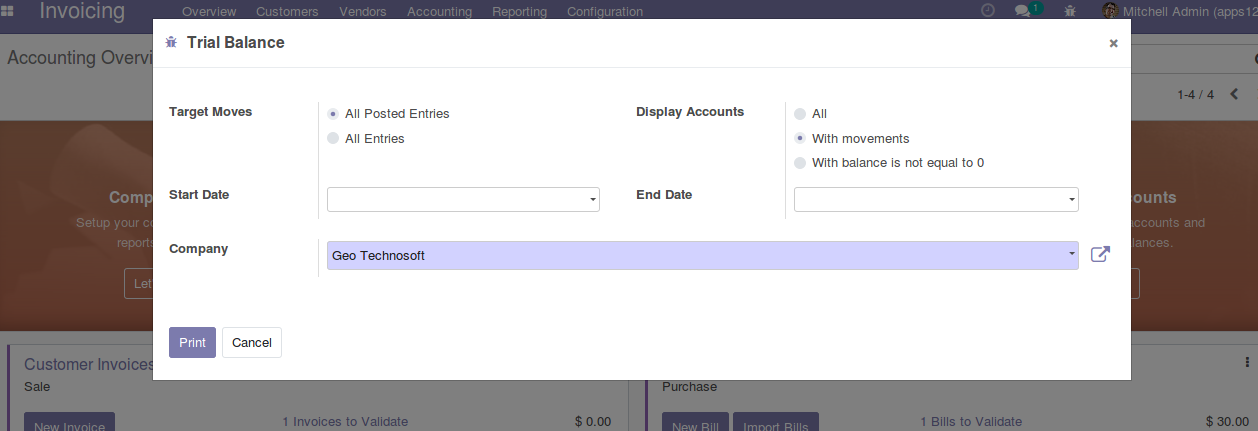 Invoicing Overview Customers Vendors Accounting Reporting Configuration 1 Mitchell Admin (apps12
Trial Balance ×
Accounting Overvi
1-4 / 4
Target Moves All Posted Entries Display Accounts All
All Entries With movements
With balance is not equal to 0
Comp Start Date End Date ounts
Setup your co ccounts and
reports Company Geo Technosoft lances.
Let
Print Cancel
Customer Invoices
Sale Purchase
New Invoice 1 Invoices to Validate $ 0.00 New Bill Import Bills 1 Bills to Validate $ 30.00